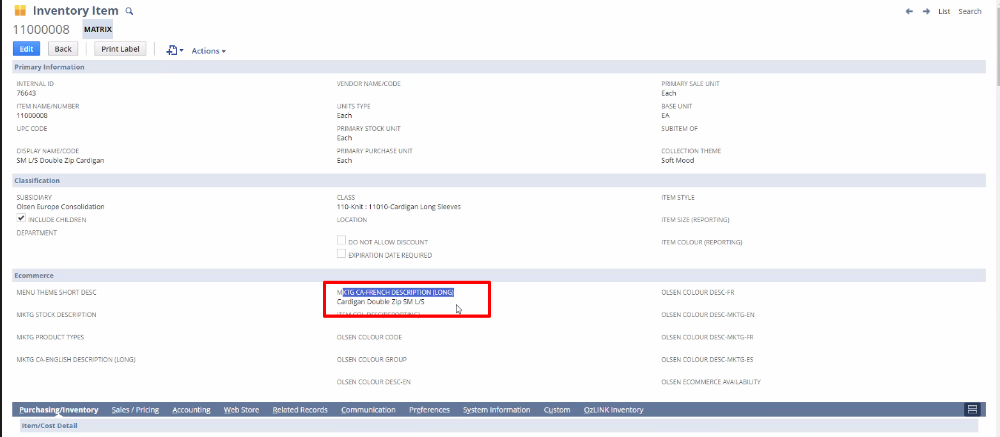 Inventory Item
List Search
11000008 MATRIX
Edit Back Print Label Actions
Primary Information
INTERNAL ID
76643
ITEM NAME/NUMBER
11000008
UPC CODE
DISPLAY NAME/CODE
SM L/S Double Zip Cardigan
VENDOR NAME/CODE
UNITS TYPE
Each
PRIMARY STOCK UNIT
Each
PRIMARY PURCHASE UNIT
Each
PRIMARY SALE UNIT
Each
BASE UNIT
EA
SUBITEM OF
COLLECTION THEME
Soft Mood
Classification
SUBSIDIARY
Olsen Europe Consolidation
INCLUDE CHILDREN
DEPARTMENT
CLASS
110-Knit : 11010-Cardigan Long Sleeves
LOCATION
DO NOT ALLOW DISCOUNT
EXPIRATION DATE REQUIRED
ITEM STYLE
ITEM SIZE (REPORTING)
ITEM COLOUR (REPORTING)
Ecommerce
MENU THEME SHORT DESC
MKTG STOCK DESCRIPTION
MKTG PRODUCT TYPES
MKTG CA-ENGLISH DESCRIPTION (LONG)
MKTG CA-FRENCH DESCRIPTION (LONG)
Cardigan Double Zip SM L/S
ITEM COL DESC(REPORTING)
OLSEN COLOUR CODE
OLSEN COLOUR GROUP
OLSEN COLOUR DESC-EN
OLSEN COLOUR DESC-FR
OLSEN COLOUR DESC-MKTG-EN
OLSEN COLOUR DESC-MKTG-FR
OLSEN COLOUR DESC-MKTG-ES
OLSEN ECOMMERCE AVAILABILITY
Purchasing/Inventory Sales / Pricing Accounting Web Store Related Records Communication Preferences System Information Custom OzLINK Inventory
Item/Cost Detail